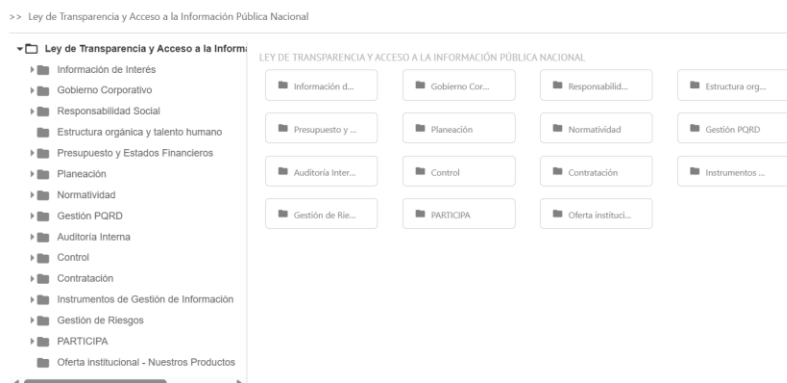 >> Ley de Transparencia y Acceso a la Información Pública Nacional
Ley de Transparencia y Acceso a la Inform
Información de Interés
Gobierno Corporativo
Responsabilidad Social
Estructura orgánica y talento humano
Presupuesto y Estados Financieros
Planeación
Normatividad
Gestión PQRD
Auditoría Interna
Control
Contratación
Instrumentos de Gestión de Información
Gestión de Riesgos
PARTICIPA
Oferta institucional - Nuestros Productos
LEY DE TRANSPARENCIA Y ACCESO A LA INFORMACIÓN PÚBLICA NACIONAL
Información d... Gobierno Cor... Responsabilid... Estructura org...
Presupuesto y ... Planeación Normatividad Gestión PQRD
Auditoría Inter... Control Contratación Instrumentos ...
Gestión de Rie... PARTICIPA Oferta instituci...